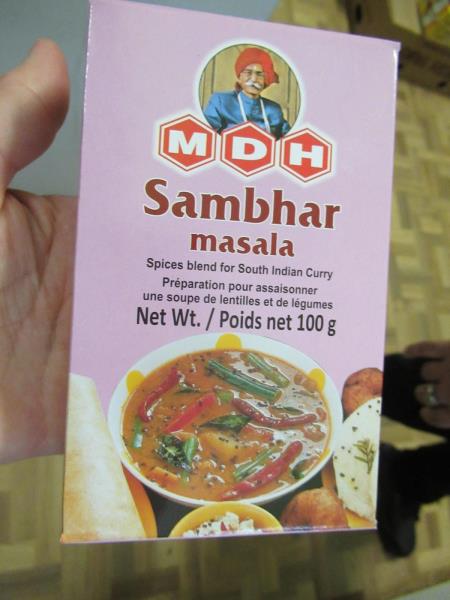 MDH
Sambhar
masala
Spices blend for South Indian Curry
Préparation pour assaisonner
une soupe de lentilles et de légumes
Net Wt. / Poids net 100 g